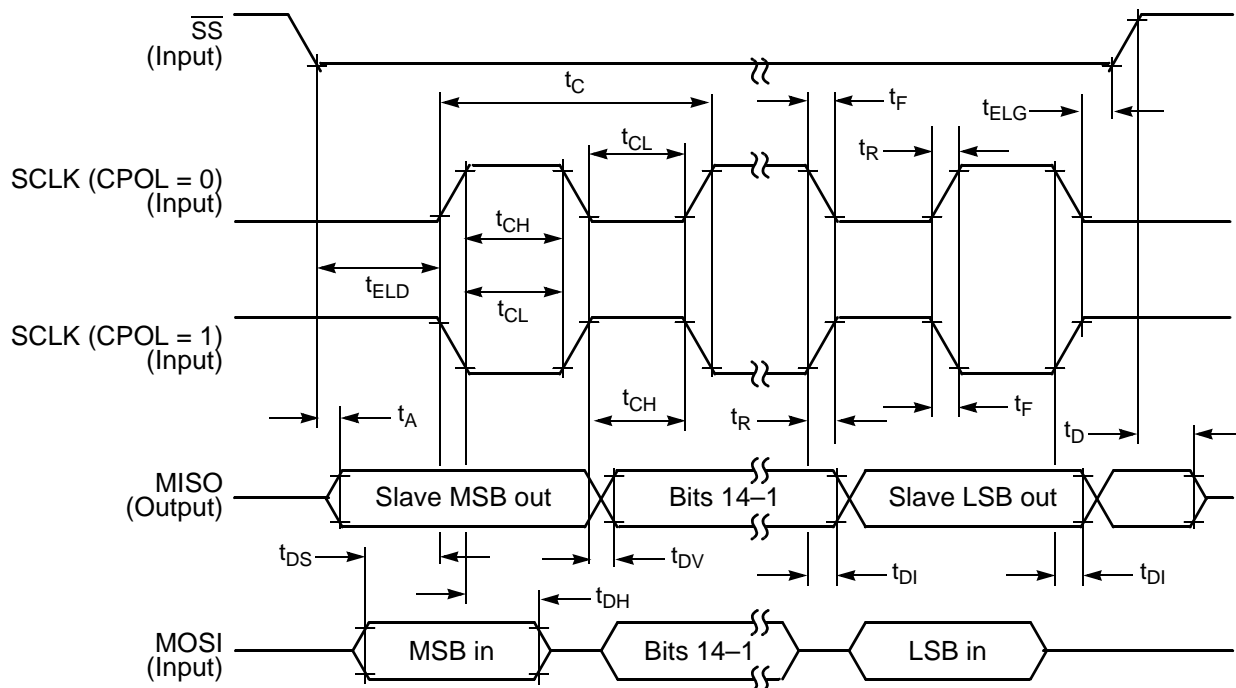 SS
(Input)
tC
tF
tELG
tCL
tR
SCLK (CPOL = 0)
(Input)
tCH
tELD
tCL
SCLK (CPOL = 1)
(Input)
tA
tCH
tR
tF
tD
MISO
(Output)
Slave MSB out
Bits 14–1
Slave LSB out
tDS
tDV
tDI
tDI
tDH
MOSI
(Input)
MSB in
Bits 14–1
LSB in